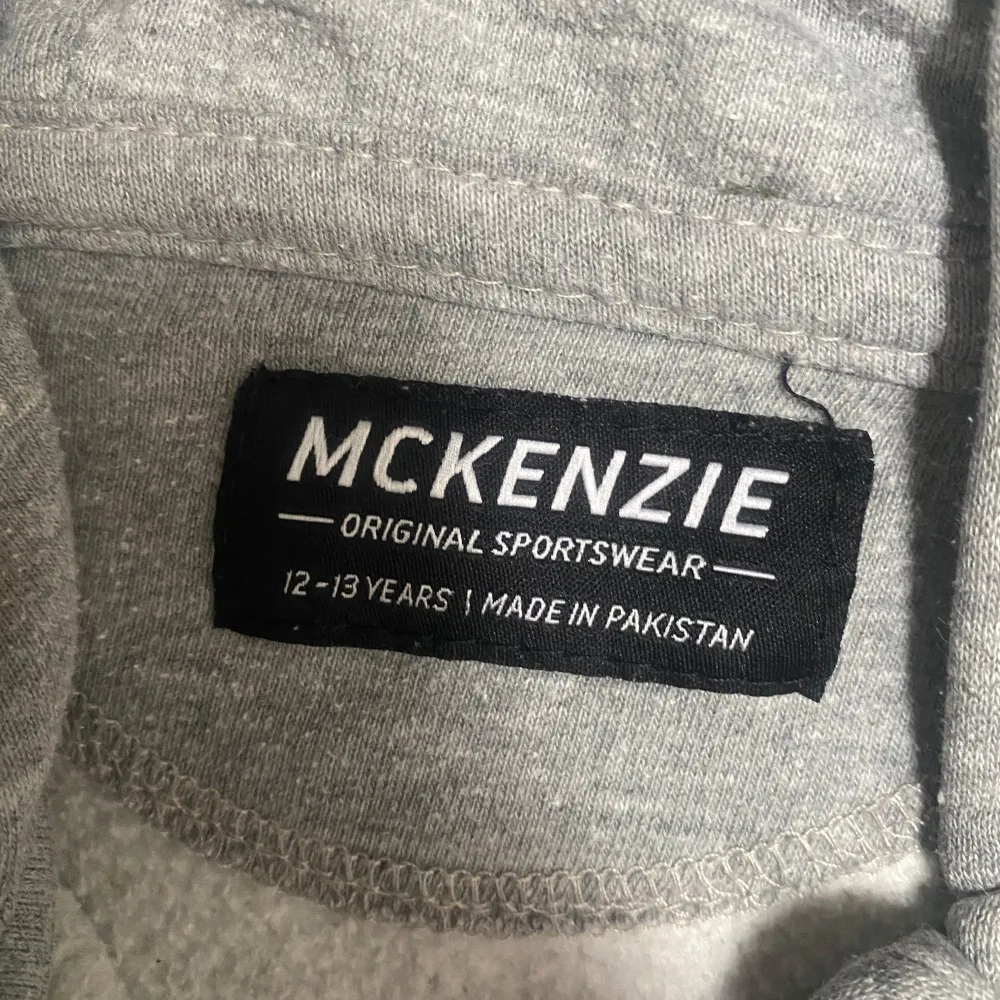 MCKENZIE
ORIGINAL SPORTSWEAR
12-13 YEARS | MADE IN PAKISTAN